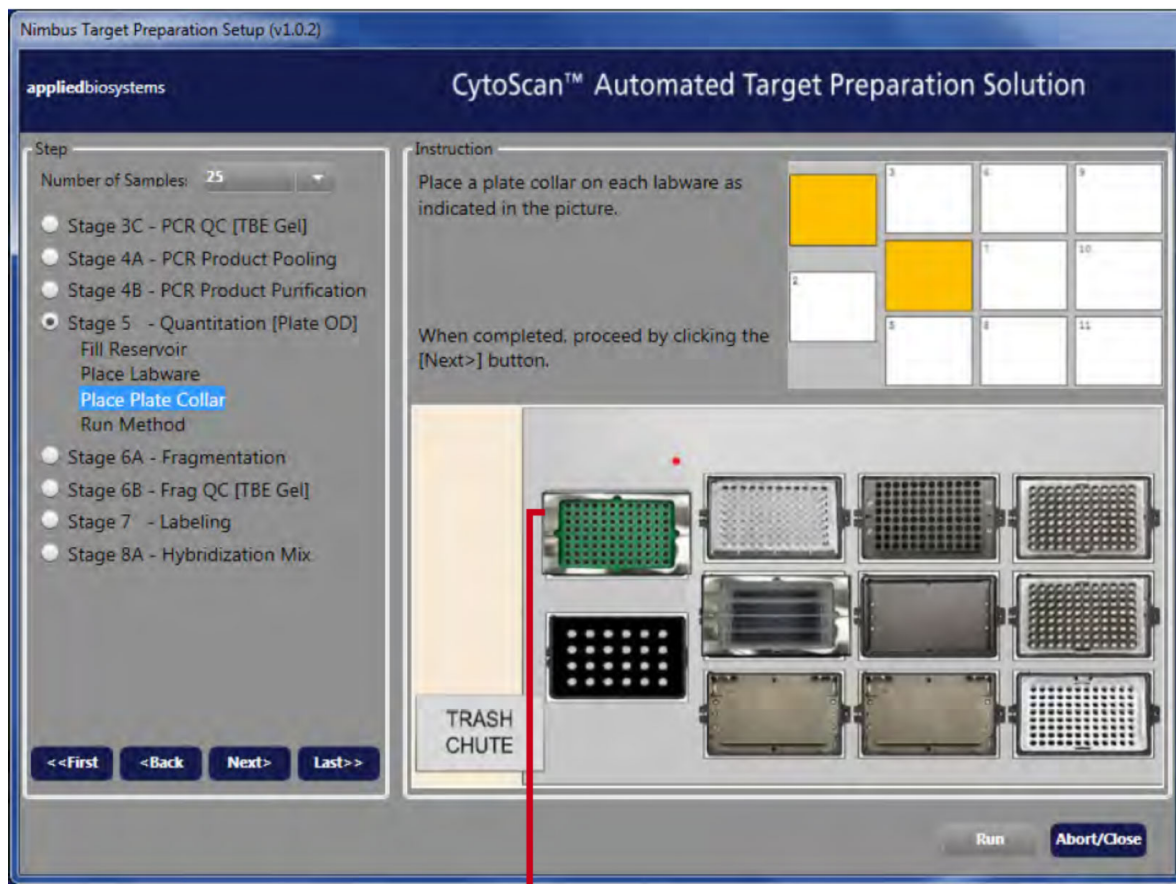 Nimbus Target Preparation Setup (v1.0.2)
appliedbiosystems
CytoScan™ Automated Target Preparation Solution
Step
Number of Samples: 25
Stage 3C - PCR QC [TBE Gel]
Stage 4A - PCR Product Pooling
Stage 4B - PCR Product Purification
Stage 5 - Quantitation [Plate OD]
Fill Reservoir
Place Labware
Place Plate Collar
Run Method
Stage 6A - Fragmentation
Stage 6B - Frag QC [TBE Gel]
Stage 7 - Labeling
Stage 8A - Hybridization Mix
<<First <Back Next> Last>>
Instruction
Place a plate collar on each labware as
indicated in the picture.
When completed, proceed by clicking the
[Next>] button.
3 6 9
2 7 10
5 8 11
TRASH
CHUTE
Run Abort/Close